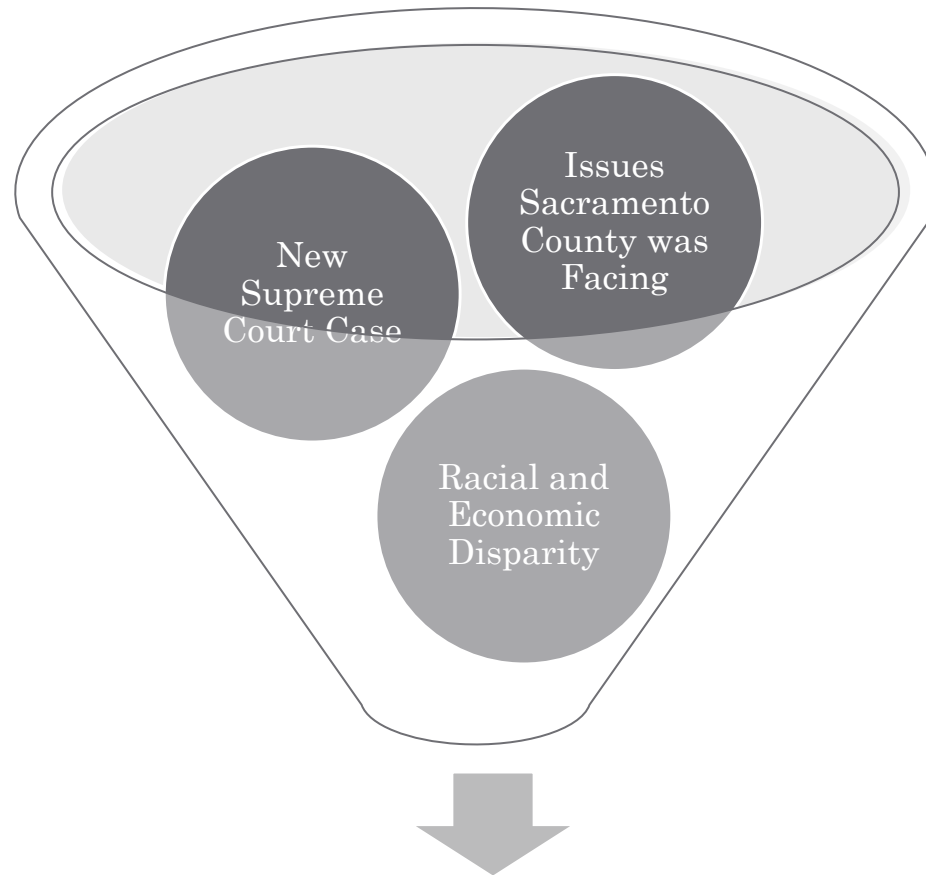 New
Supreme
Court Case
Issues
Sacramento
County was
Facing
Racial and
Economic
Disparity